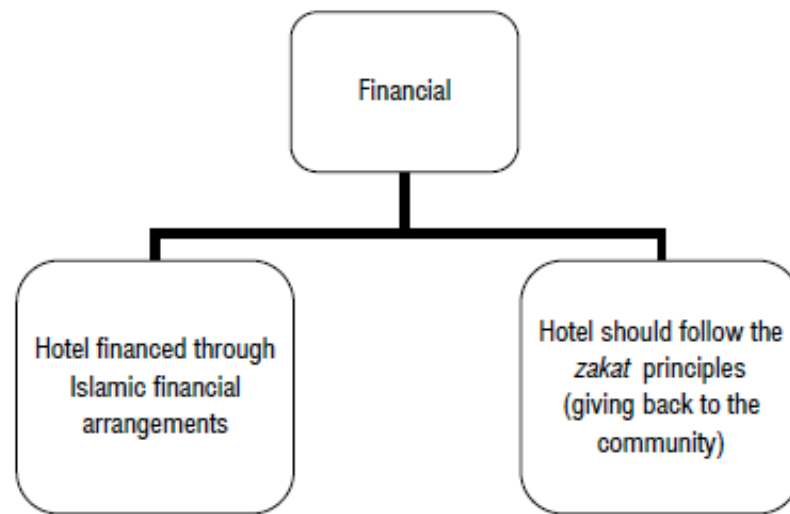 Financial
Hotel financed through
Islamic financial
arrangements
Hotel should follow the
zakat principles
(giving back to the
community)